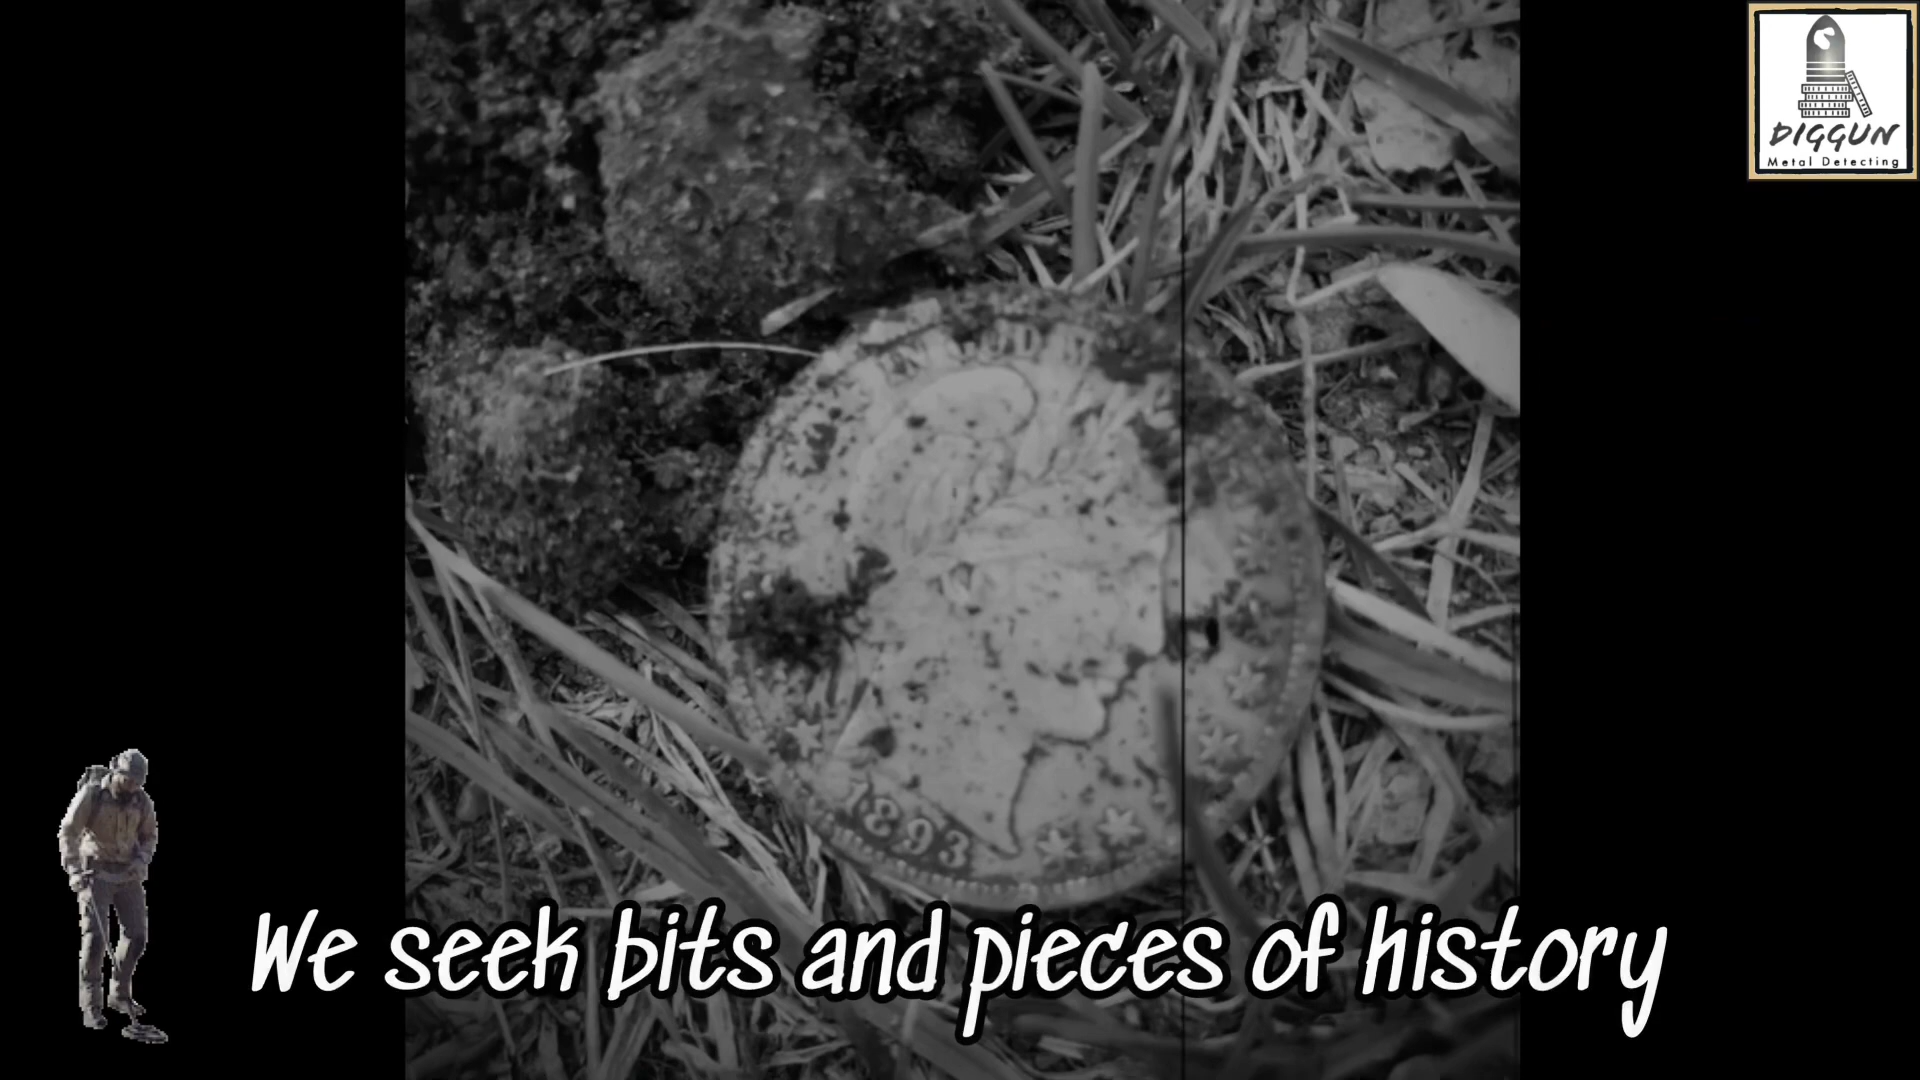 DIGGUN
Metal Detecting
1893
We seek bits and pieces of history